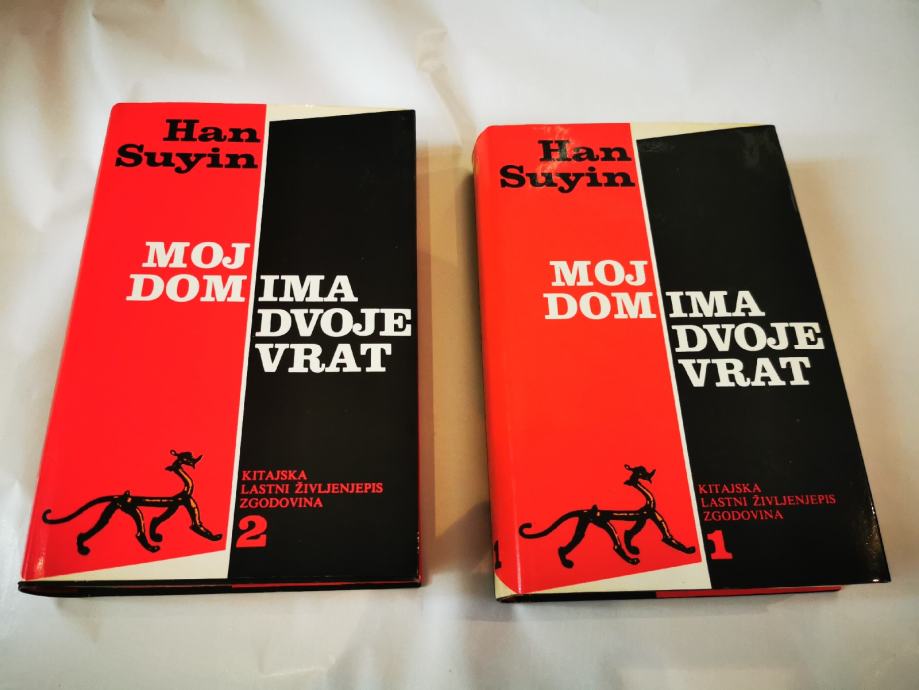 Han
Suyin
MOJ
DOM
IMA
DVOJE
VRAT
KITAJSKA
LASTNI ŽIVLJENJEPIS
ZGODOVINA
2
Han
Suyin
MOJ
DOM
IMA
DVOJE
VRAT
KITAJSKA
LASTNI ŽIVLJENJEPIS
ZGODOVINA
1
1